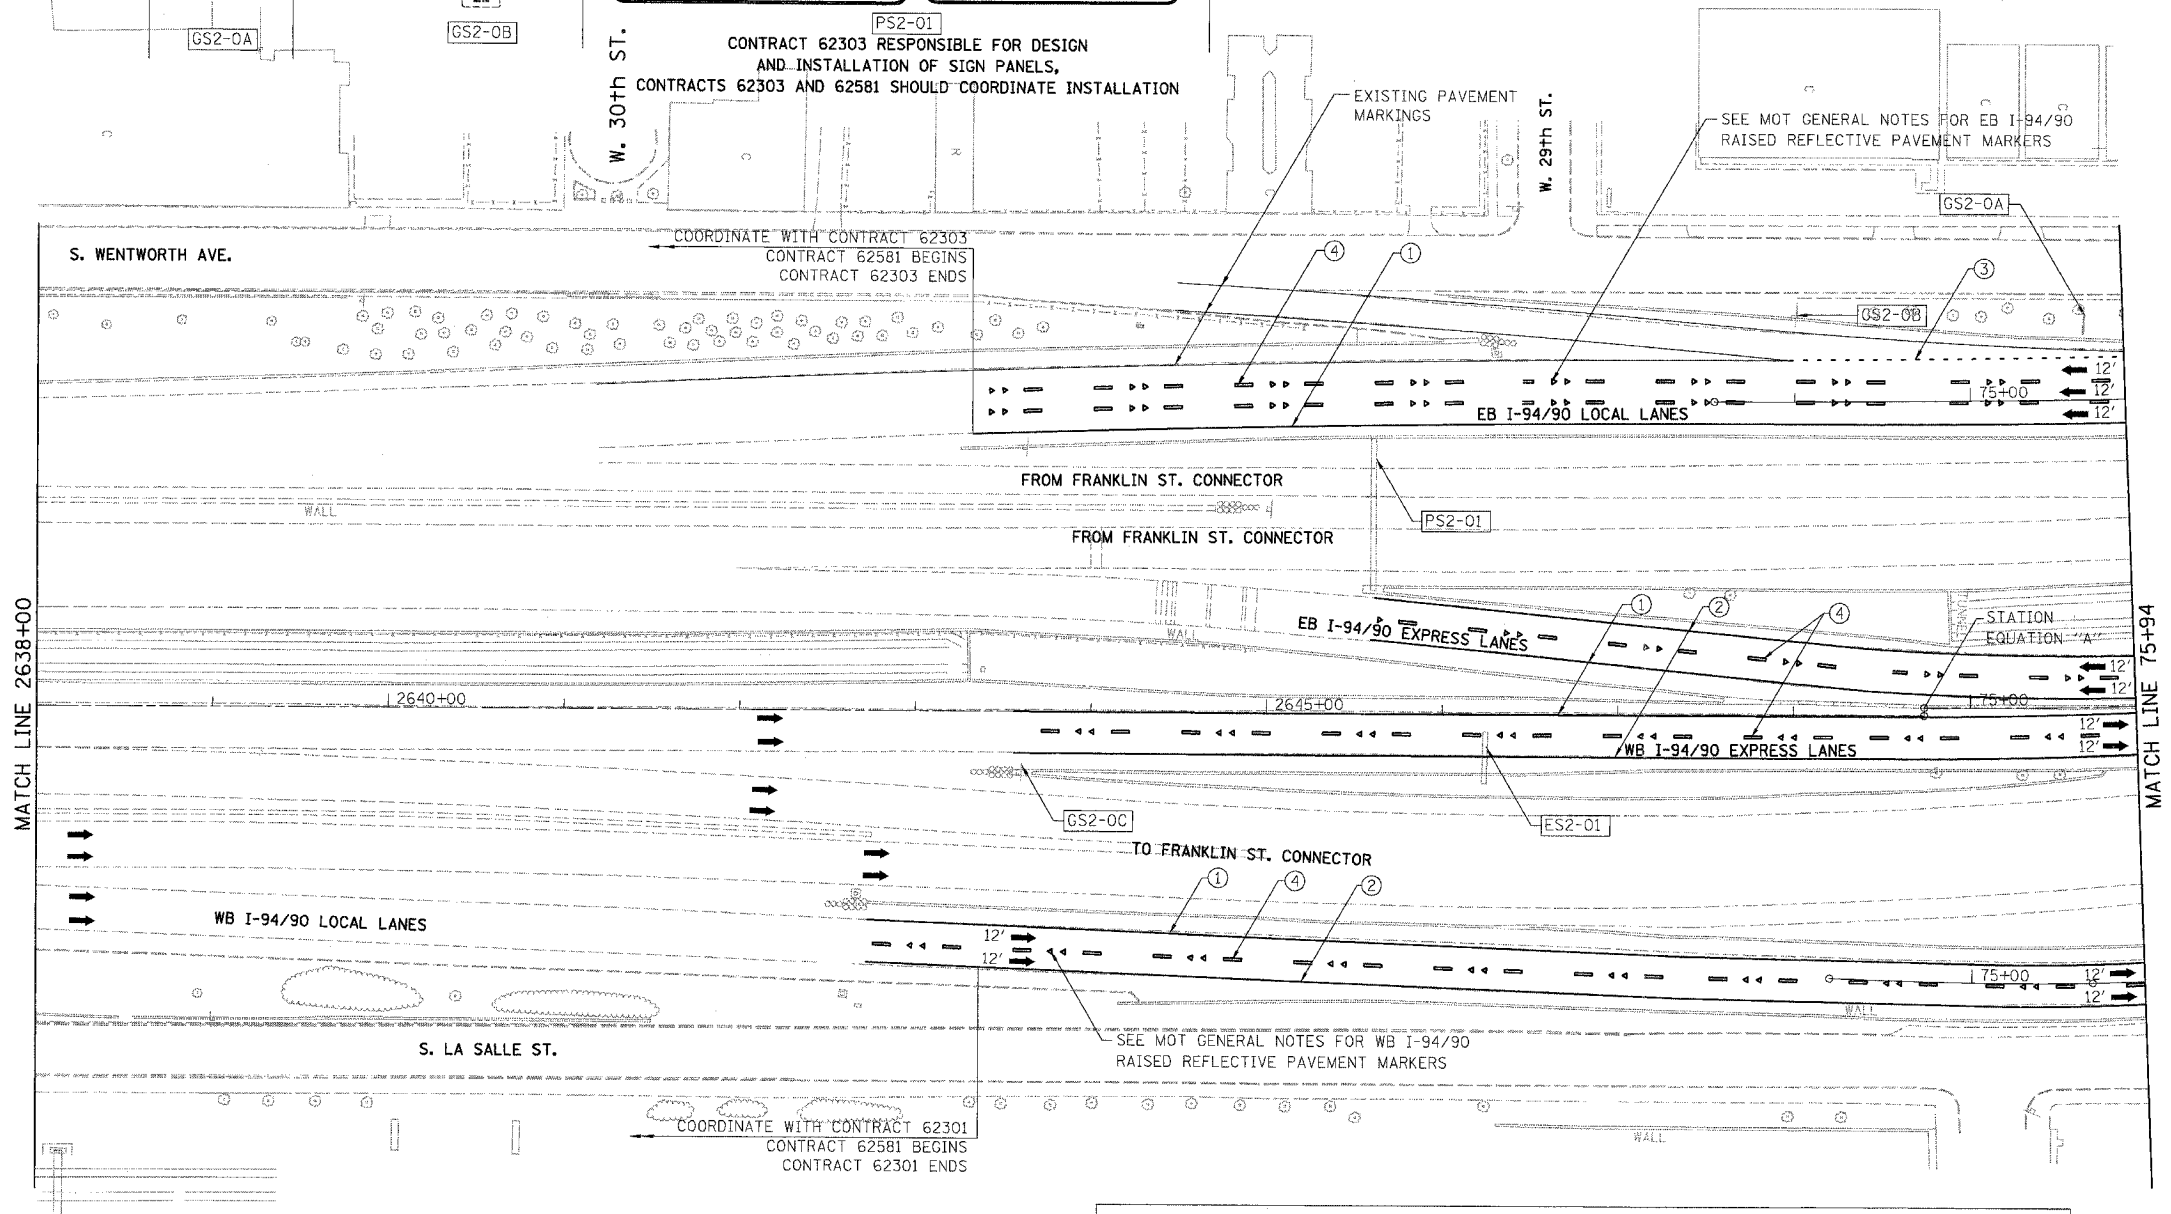 GS2-0A
GS2-0B
PS2-01
CONTRACT 62303 RESPONSIBLE FOR DESIGN
AND INSTALLATION OF SIGN PANELS,
CONTRACTS 62303 AND 62581 SHOULD COORDINATE INSTALLATION
W. 30th ST.
EXISTING PAVEMENT
MARKINGS
W. 29th ST.
SEE MOT GENERAL NOTES FOR EB I-94/90
RAISED REFLECTIVE PAVEMENT MARKERS
GS2-0A
S. WENTWORTH AVE.
COORDINATE WITH CONTRACT 62303
CONTRACT 62581 BEGINS
CONTRACT 62303 ENDS
4
1
3
GS2-0B
12'
75+00
12'
12'
EB I-94/90 LOCAL LANES
FROM FRANKLIN ST. CONNECTOR
WALL
PS2-01
FROM FRANKLIN ST. CONNECTOR
MATCH LINE 2638+00
MATCH LINE 75+94
1
2
4
STATION
EQUATION "A"
WALL
EB I-94/90 EXPRESS LANES
12'
12'
2640+00
2645+00
75+00
12'
12'
WB I-94/90 EXPRESS LANES
GS2-0C
ES2-01
TO FRANKLIN ST. CONNECTOR
1
4
2
WB I-94/90 LOCAL LANES
12'
12'
75+00
12'
12'
WALL
S. LA SALLE ST.
SEE MOT GENERAL NOTES FOR WB I-94/90
RAISED REFLECTIVE PAVEMENT MARKERS
COORDINATE WITH CONTRACT 62301
CONTRACT 62581 BEGINS
CONTRACT 62301 ENDS
WALL